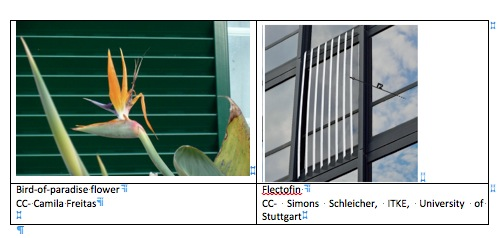 Bird-of-paradise flower
CC- Camila Freitas
Flectofin
CC- Simons Schleicher, ITKE, University of
Stuttgart